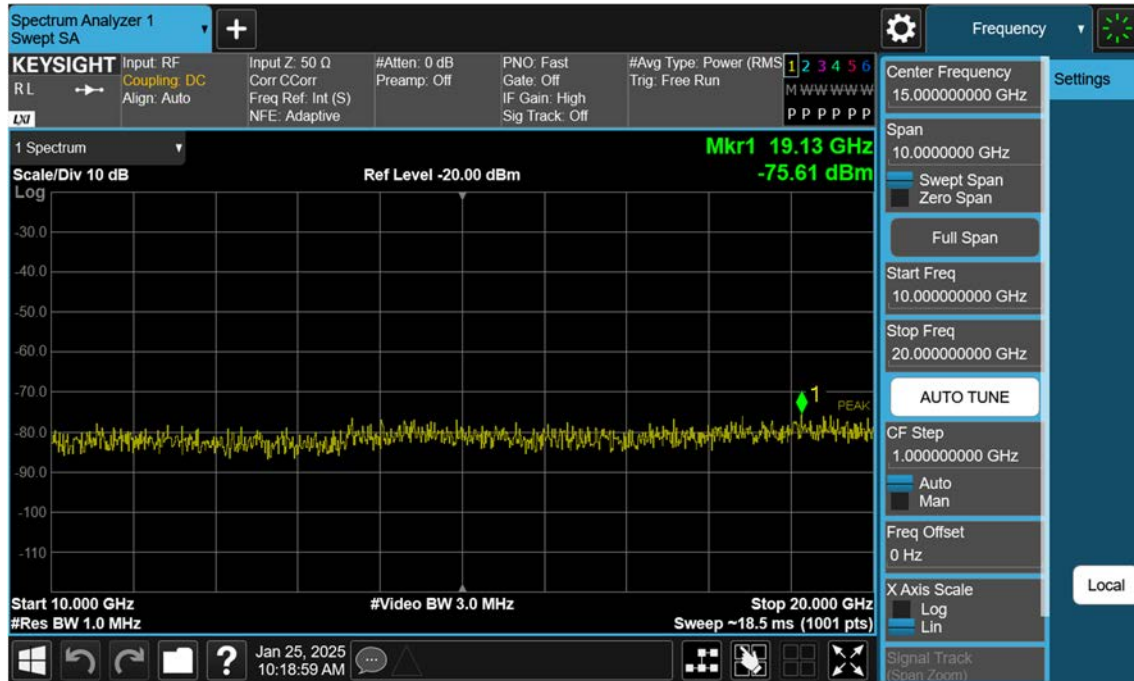 Spectrum Analyzer 1
Swept SA
Frequency
KEYSIGHT
RL
LXI
Input: RF
Coupling: DC
Align: Auto
Input Z: 50 Ω
Corr CCorr
Freq Ref: Int (S)
NFE: Adaptive
#Atten: 0 dB
Preamp: Off
PNO: Fast
Gate: Off
IF Gain: High
Sig Track: Off
#Avg Type: Power (RMS
Trig: Free Run
1 2 3 4 5 6
M W W W W W
P P P P P P
1 Spectrum
Mkr1 19.13 GHz
Scale/Div 10 dB
Ref Level -20.00 dBm
-75.61 dBm
Log
-30.0
-40.0
-50.0
-60.0
-70.0
1
PEAK
-80.0
-90.0
-100
-110
Start 10.000 GHz
#Video BW 3.0 MHz
Stop 20.000 GHz
#Res BW 1.0 MHz
Sweep ~18.5 ms (1001 pts)
Jan 25, 2025
10:18:59 AM
?
Center Frequency
15.000000000 GHz
Settings
Span
10.0000000 GHz
Swept Span
Zero Span
Full Span
Start Freq
10.000000000 GHz
Stop Freq
20.000000000 GHz
AUTO TUNE
CF Step
1.000000000 GHz
Auto
Man
Freq Offset
0 Hz
X Axis Scale
Log
Lin
Local
Signal Track
(Span Zoom)